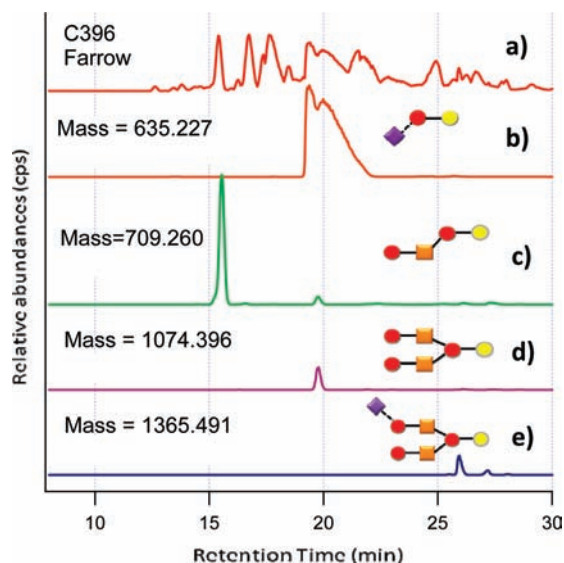 C396
Farrow
a)
Mass = 635.227
b)
Mass=709.260
c)
Mass = 1074.396
d)
Mass = 1365.491
e)
Relative abundances (cps)
10 15 20 25 30
Retention Time (min)